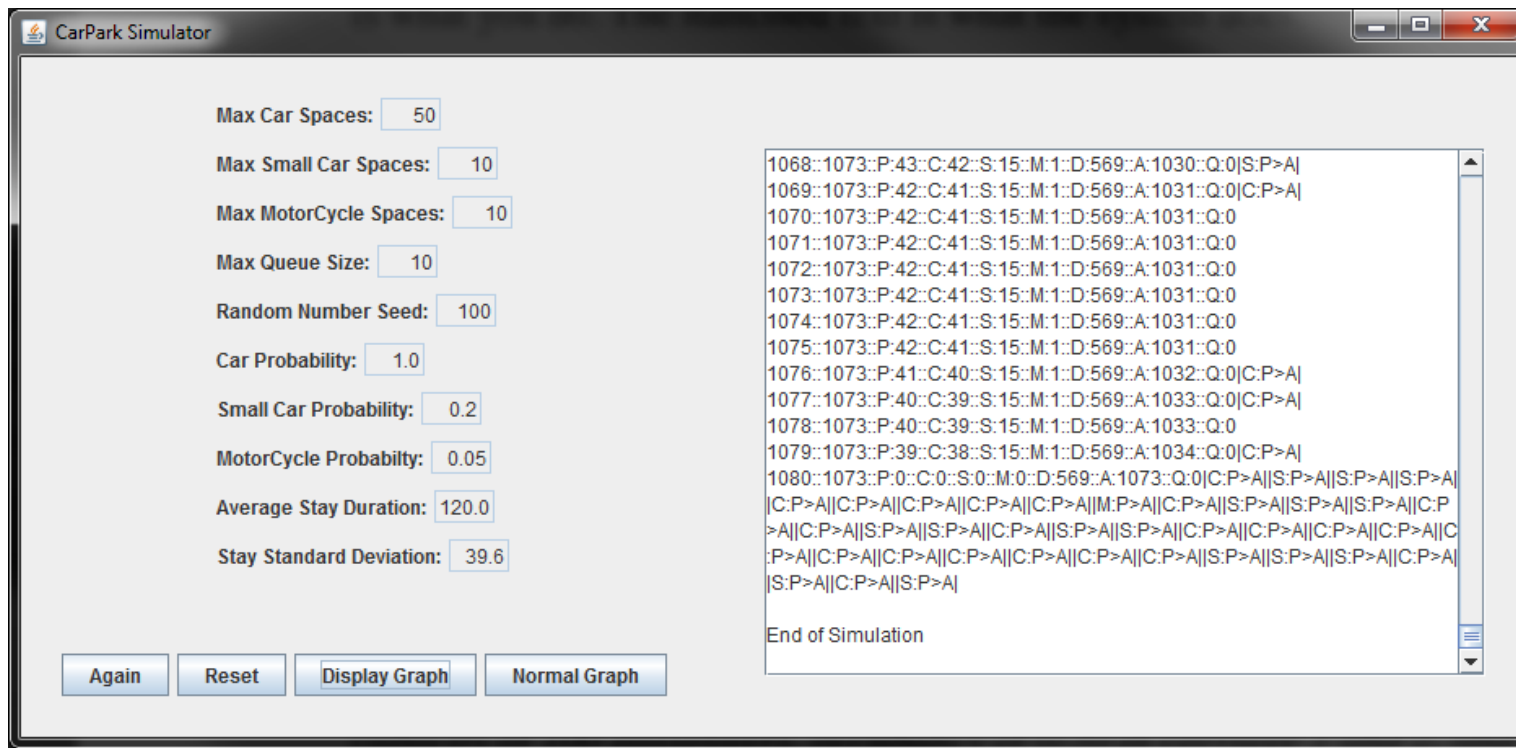 CarPark Simulator
Max Car Spaces: 50
Max Small Car Spaces: 10
Max MotorCycle Spaces: 10
Max Queue Size: 10
Random Number Seed: 100
Car Probability: 1.0
Small Car Probability: 0.2
MotorCycle Probabilty: 0.05
Average Stay Duration: 120.0
Stay Standard Deviation: 39.6
Again
Reset
Display Graph
Normal Graph
1068::1073::P:43::C:42::S:15::M:1::D:569::A:1030::Q:0|S:P>A|
1069::1073::P:42::C:41::S:15::M:1::D:569::A:1031::Q:0|C:P>A|
1070::1073::P:42::C:41::S:15::M:1::D:569::A:1031::Q:0
1071::1073::P:42::C:41::S:15::M:1::D:569::A:1031::Q:0
1072::1073::P:42::C:41::S:15::M:1::D:569::A:1031::Q:0
1073::1073::P:42::C:41::S:15::M:1::D:569::A:1031::Q:0
1074::1073::P:42::C:41::S:15::M:1::D:569::A:1031::Q:0
1075::1073::P:42::C:41::S:15::M:1::D:569::A:1031::Q:0
1076::1073::P:41::C:40::S:15::M:1::D:569::A:1032::Q:0|C:P>A|
1077::1073::P:40::C:39::S:15::M:1::D:569::A:1033::Q:0|C:P>A|
1078::1073::P:40::C:39::S:15::M:1::D:569::A:1033::Q:0
1079::1073::P:39::C:38::S:15::M:1::D:569::A:1034::Q:0|C:P>A|
1080::1073::P:0::C:0::S:0::M:0::D:569::A:1073::Q:0|C:P>A||S:P>A||S:P>A||S:P>A|
|C:P>A||C:P>A||C:P>A||C:P>A||C:P>A||M:P>A||C:P>A||S:P>A||S:P>A||S:P>A||C:P
>A||C:P>A||S:P>A||S:P>A||C:P>A||S:P>A||S:P>A||C:P>A||C:P>A||C:P>A||C:P>A||C
:P>A||C:P>A||C:P>A||C:P>A||C:P>A||C:P>A||C:P>A||S:P>A||S:P>A||S:P>A||C:P>A|
|S:P>A||C:P>A||S:P>A|
End of Simulation